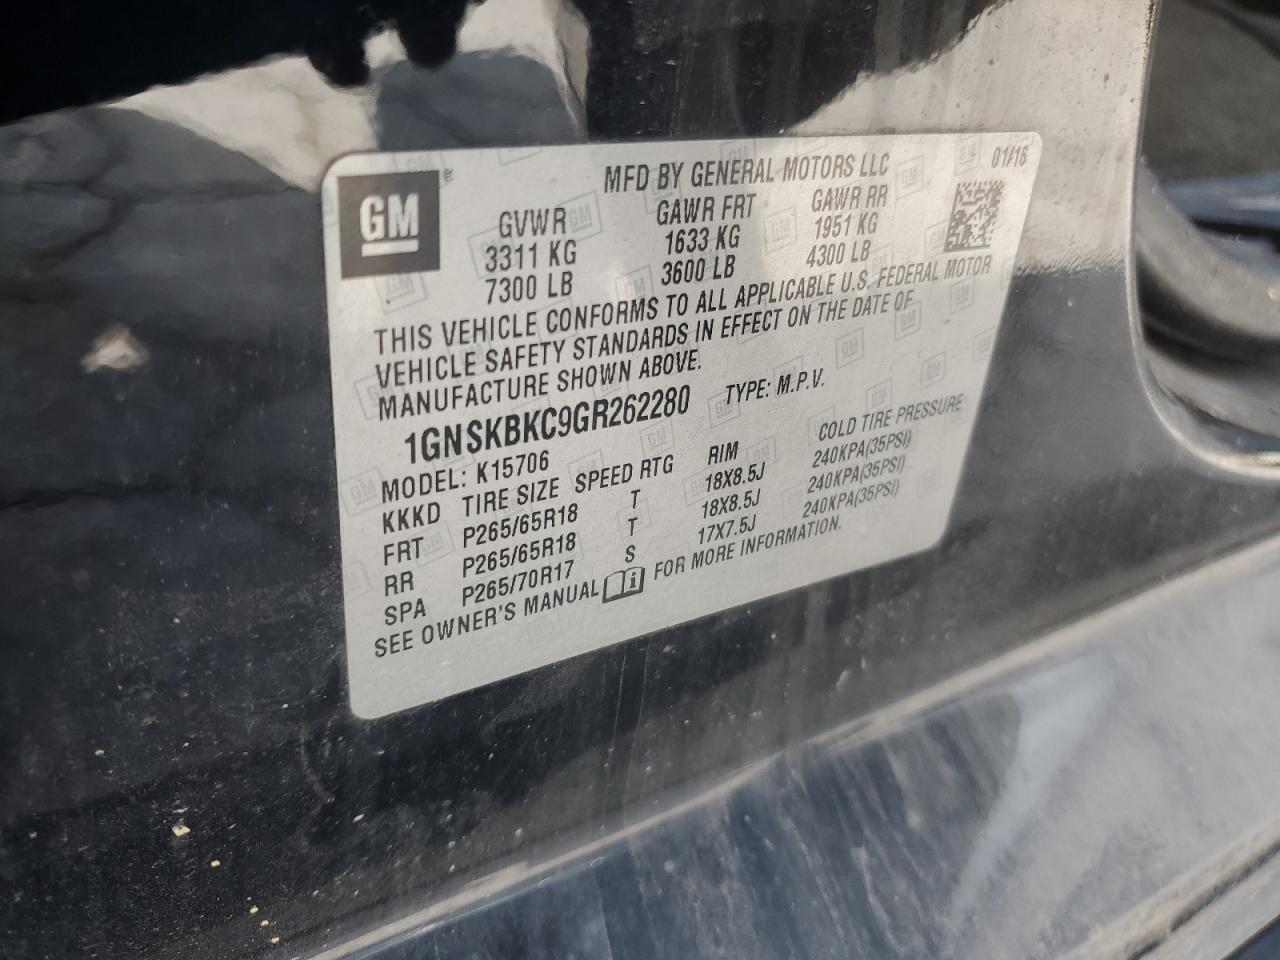 GM
®
MFD BY GENERAL MOTORS LLC
01/16
GVWR GAWR FRT GAWR RR
3311 KG 1633 KG 1951 KG
7300 LB 3600 LB 4300 LB
THIS VEHICLE CONFORMS TO ALL APPLICABLE U.S. FEDERAL MOTOR
VEHICLE SAFETY STANDARDS IN EFFECT ON THE DATE OF
MANUFACTURE SHOWN ABOVE.
1GNSKBKC9GR262280 TYPE: M.P.V.
MODEL: K15706
KKKD TIRE SIZE SPEED RTG RIM COLD TIRE PRESSURE
FRT P265/65R18 T 18X8.5J 240KPA(35PSI)
RR P265/65R18 T 18X8.5J 240KPA(35PSI)
SPA P265/70R17 S 17X7.5J 240KPA(35PSI)
SEE OWNER'S MANUAL FOR MORE INFORMATION.